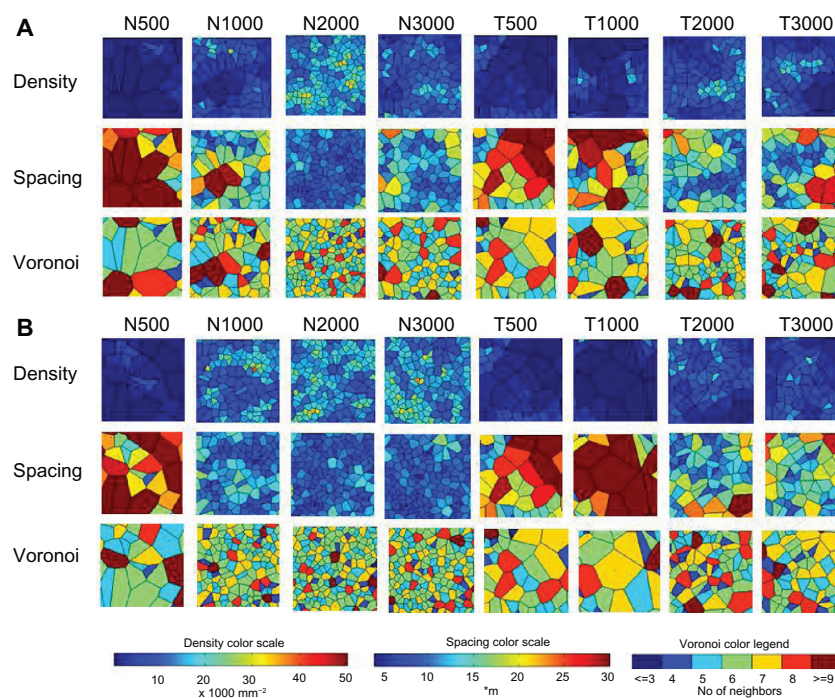 A N500 N1000 N2000 N3000 T500 T1000 T2000 T3000
Density
Spacing
Voronoi
B N500 N1000 N2000 N3000 T500 T1000 T2000 T3000
Density
Spacing
Voronoi
Density color scale Spacing color scale Voronoi color legend
10 20 30 40 50 5 10 15 20 25 30 <=3 4 5 6 7 8 >=9
x 1000 mm⁻² *m No of neighbors